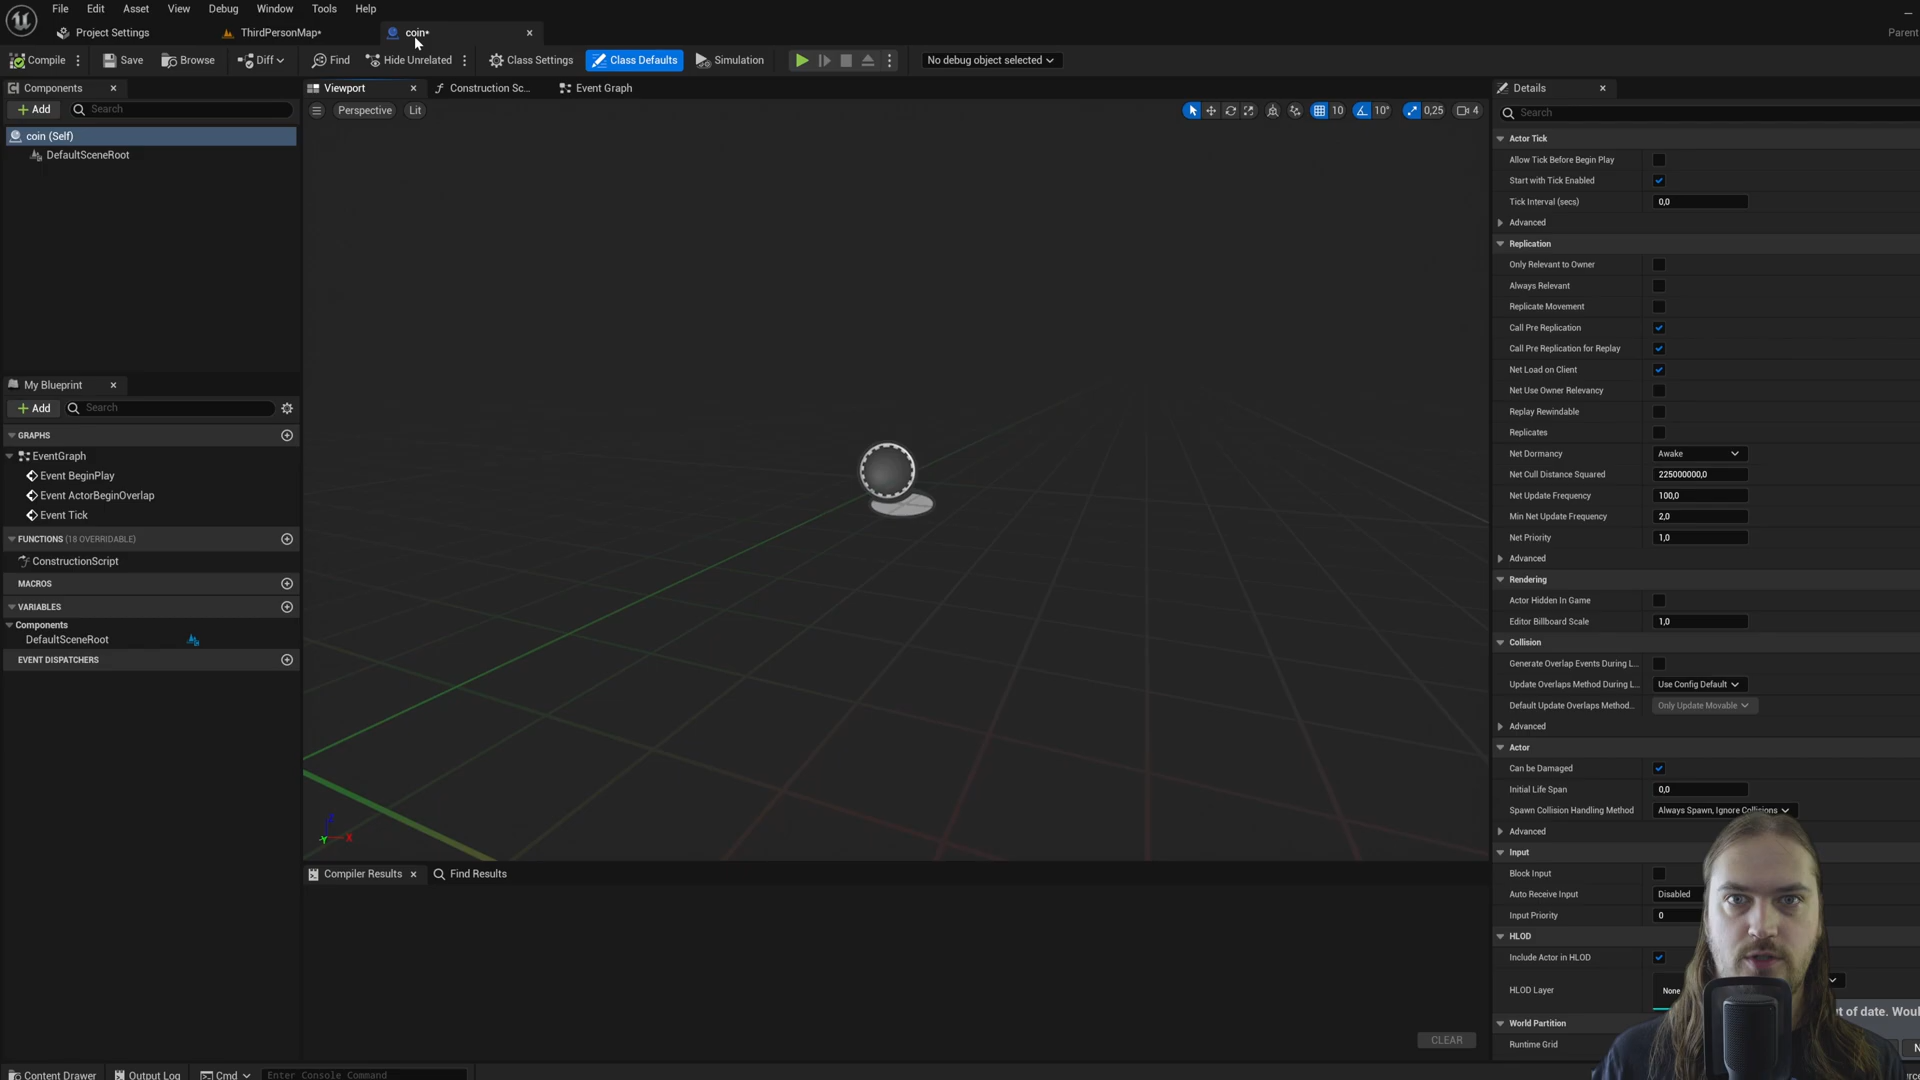 File Edit Asset View Debug Window Tools Help
Project Settings ThirdPersonMap* coin*
Parent
Compile Save Browse Diff Find Hide Unrelated Class Settings Class Defaults Simulation No debug object selected
Components
Add Search
coin (Self)
DefaultSceneRoot
My Blueprint
Add Search
GRAPHS
EventGraph
Event BeginPlay
Event ActorBeginOverlap
Event Tick
FUNCTIONS (18 OVERRIDABLE)
ConstructionScript
MACROS
VARIABLES
Components
DefaultSceneRoot
EVENT DISPATCHERS
Viewport Construction Sc... Event Graph
Perspective Lit
10 10° 0,25 4
Z
Y X
Compiler Results Find Results
CLEAR
Details
Search
Actor Tick
Allow Tick Before Begin Play
Start with Tick Enabled
Tick Interval (secs) 0,0
Advanced
Replication
Only Relevant to Owner
Always Relevant
Replicate Movement
Call Pre Replication
Call Pre Replication for Replay
Net Load on Client
Net Use Owner Relevancy
Replay Rewindable
Replicates
Net Dormancy Awake
Net Cull Distance Squared 225000000,0
Net Update Frequency 100,0
Min Net Update Frequency 2,0
Net Priority 1,0
Advanced
Rendering
Actor Hidden In Game
Editor Billboard Scale 1,0
Collision
Generate Overlap Events During L...
Update Overlaps Method During L... Use Config Default
Default Update Overlaps Method... Only Update Movable
Advanced
Actor
Can be Damaged
Initial Life Span 0,0
Spawn Collision Handling Method Always Spawn, Ignore Collisions
Advanced
Input
Block Input
Auto Receive Input Disabled
Input Priority 0
HLOD
Include Actor in HLOD
HLOD Layer None
t of date. Woul
World Partition
Runtime Grid
Content Drawer Output Log Cmd Enter Console Command